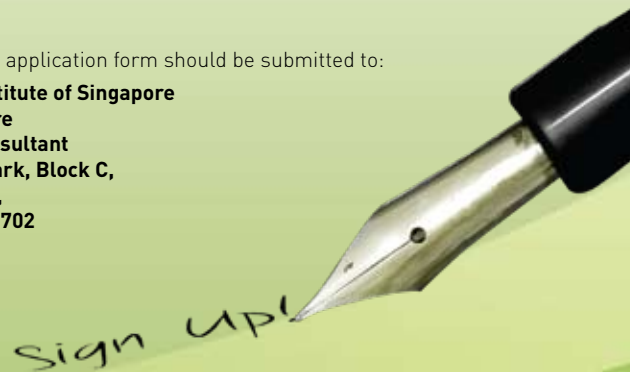 application form should be submitted to:
titute of Singapore
re
sultant
ark, Block C,
,
702
Sign Up!